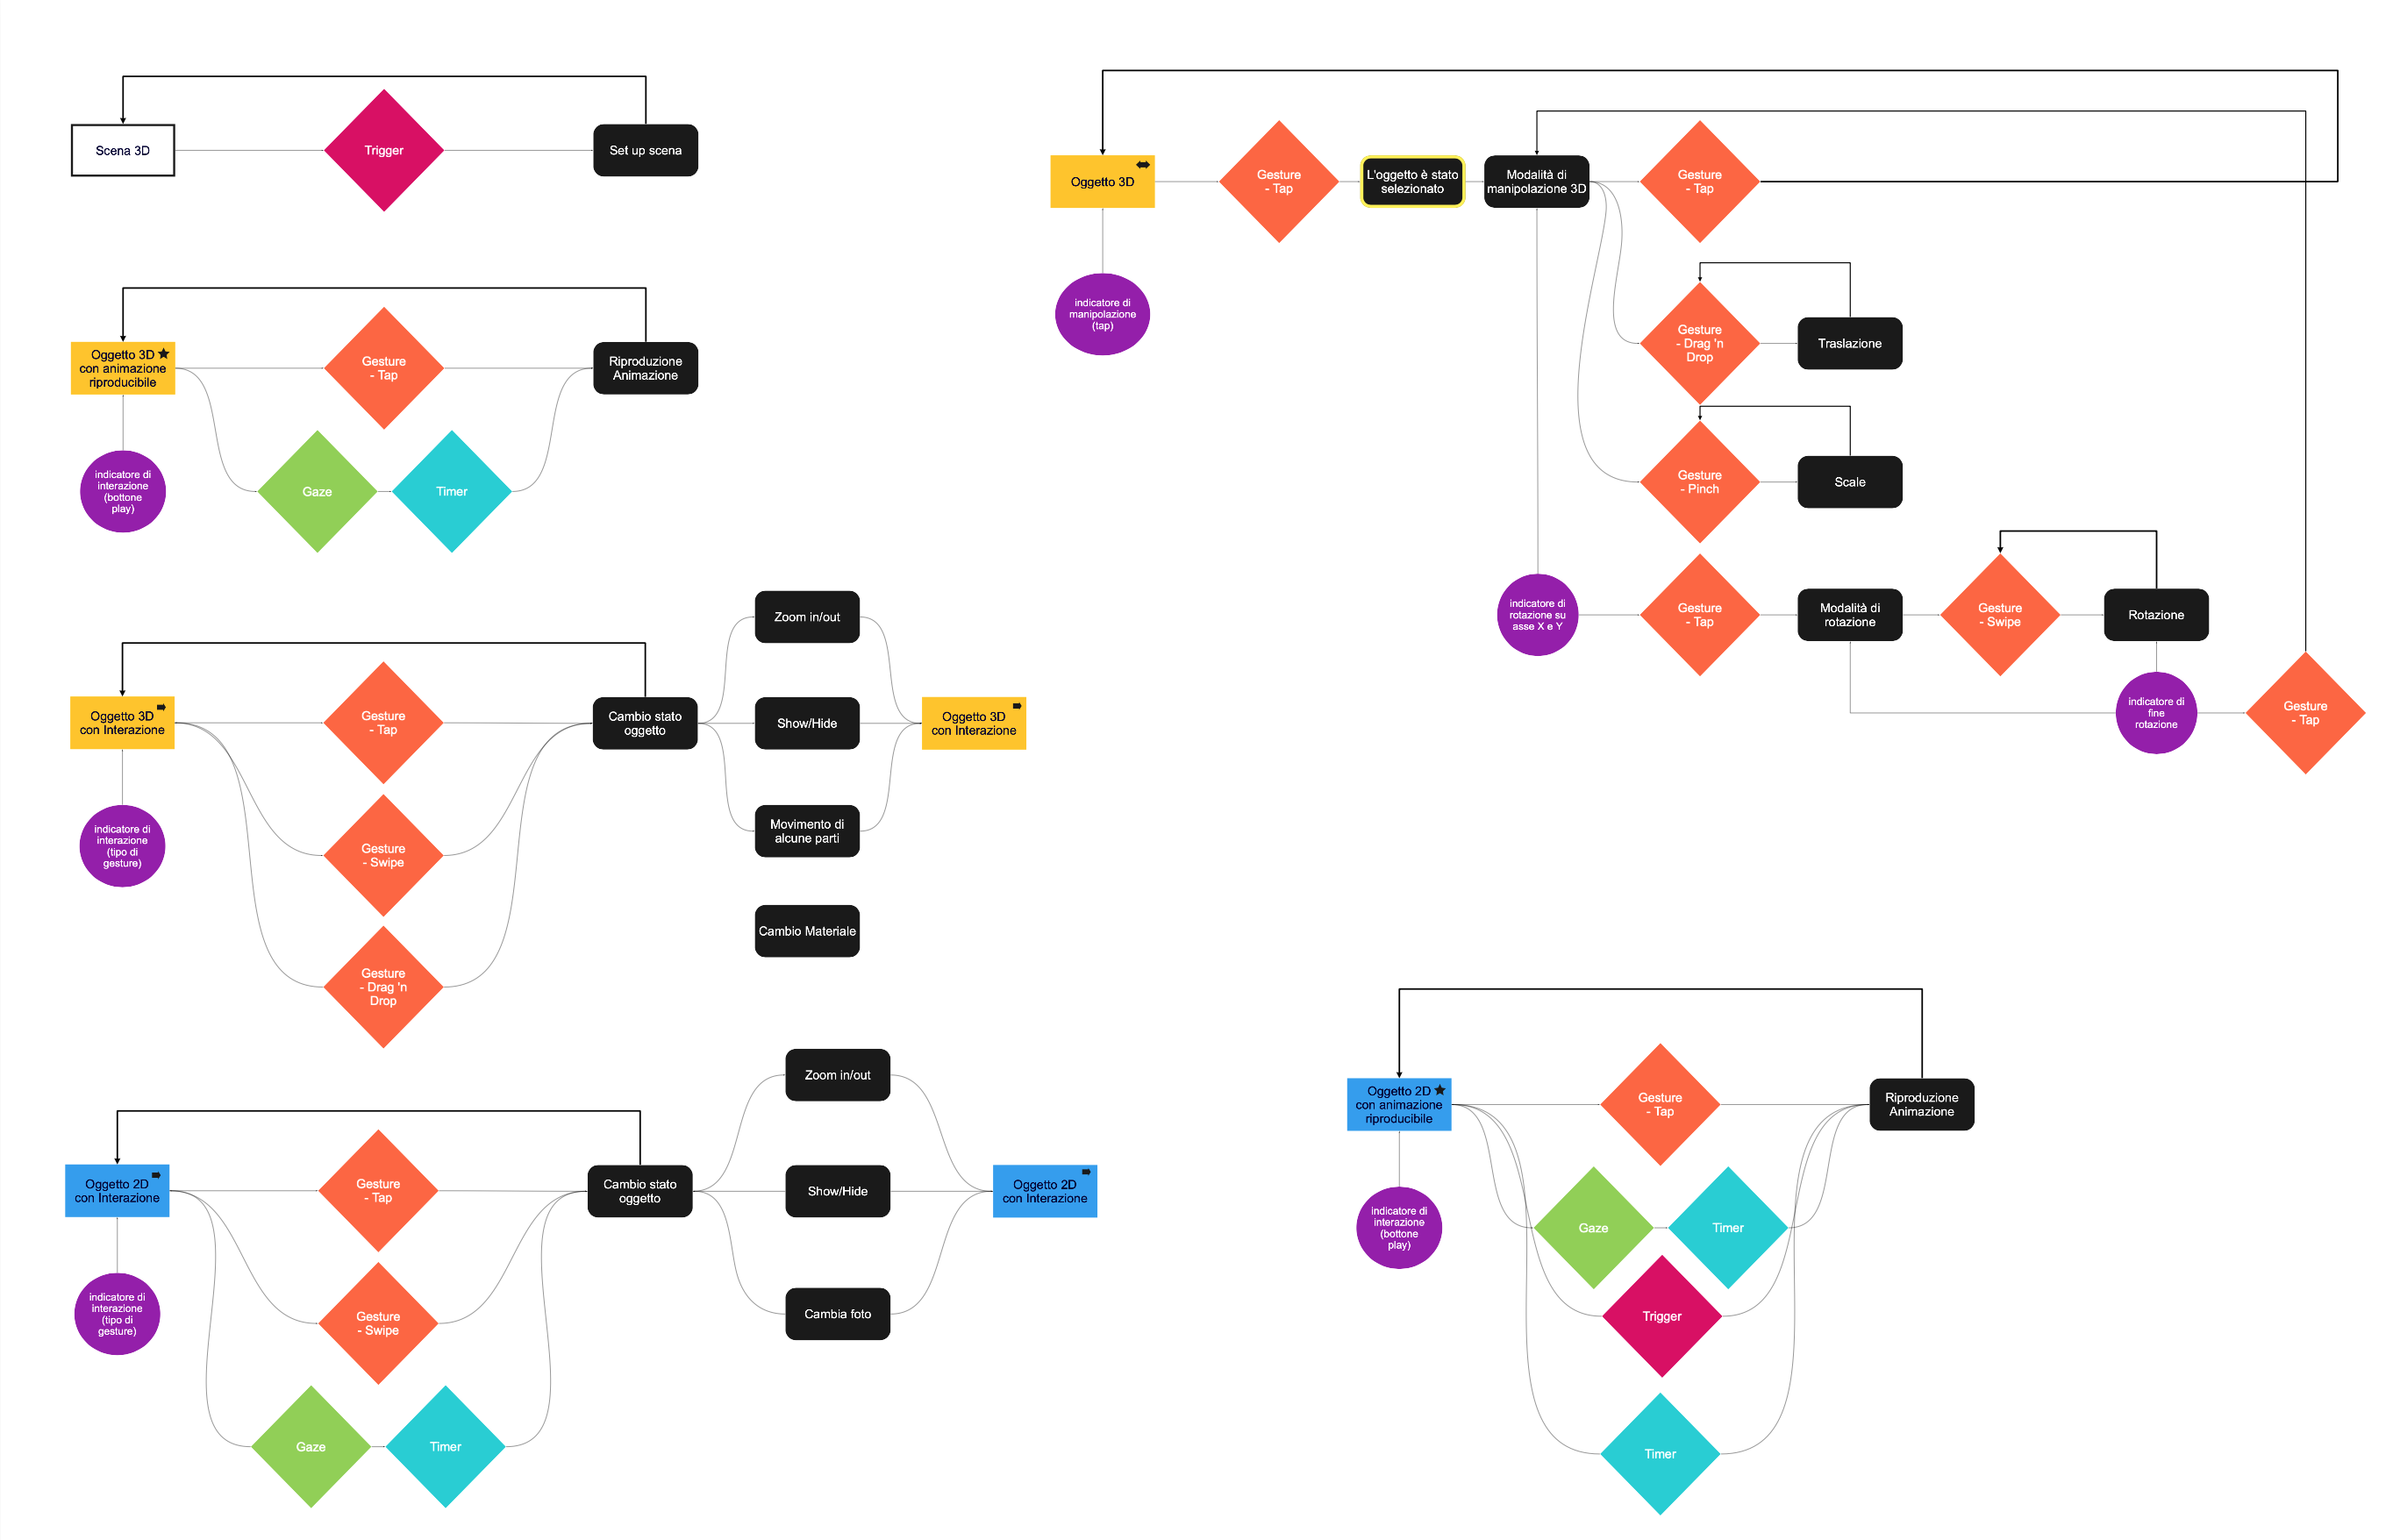 Scena 3D
Trigger
Set up scena
Oggetto 3D
con animazione
riproducibile
Gesture
- Tap
Riproduzione
Animazione
indicatore di
interazione
(bottone
play)
Gaze
Timer
Zoom in/out
Oggetto 3D
con Interazione
Gesture
- Tap
Cambio stato
oggetto
Show/Hide
Oggetto 3D
con Interazione
indicatore di
interazione
(tipo di
gesture)
Gesture
- Swipe
Movimento di
alcune parti
Cambio Materiale
Gesture
- Drag 'n
Drop
Zoom in/out
Oggetto 2D
con Interazione
Gesture
- Tap
Cambio stato
oggetto
Show/Hide
Oggetto 2D
con Interazione
indicatore di
interazione
(tipo di
gesture)
Gesture
- Swipe
Cambia foto
Gaze
Timer
Oggetto 3D
Gesture
- Tap
L'oggetto è stato
selezionato
Modalità di
manipolazione 3D
Gesture
- Tap
indicatore di
manipolazione
(tap)
Gesture
- Drag 'n
Drop
Traslazione
Gesture
- Pinch
Scale
indicatore di
rotazione su
asse X e Y
Gesture
- Tap
Modalità di
rotazione
Gesture
- Swipe
Rotazione
indicatore di
fine
rotazione
Gesture
- Tap
Oggetto 2D
con animazione
riproducibile
Gesture
- Tap
Riproduzione
Animazione
indicatore di
interazione
(bottone
play)
Gaze
Timer
Trigger
Timer